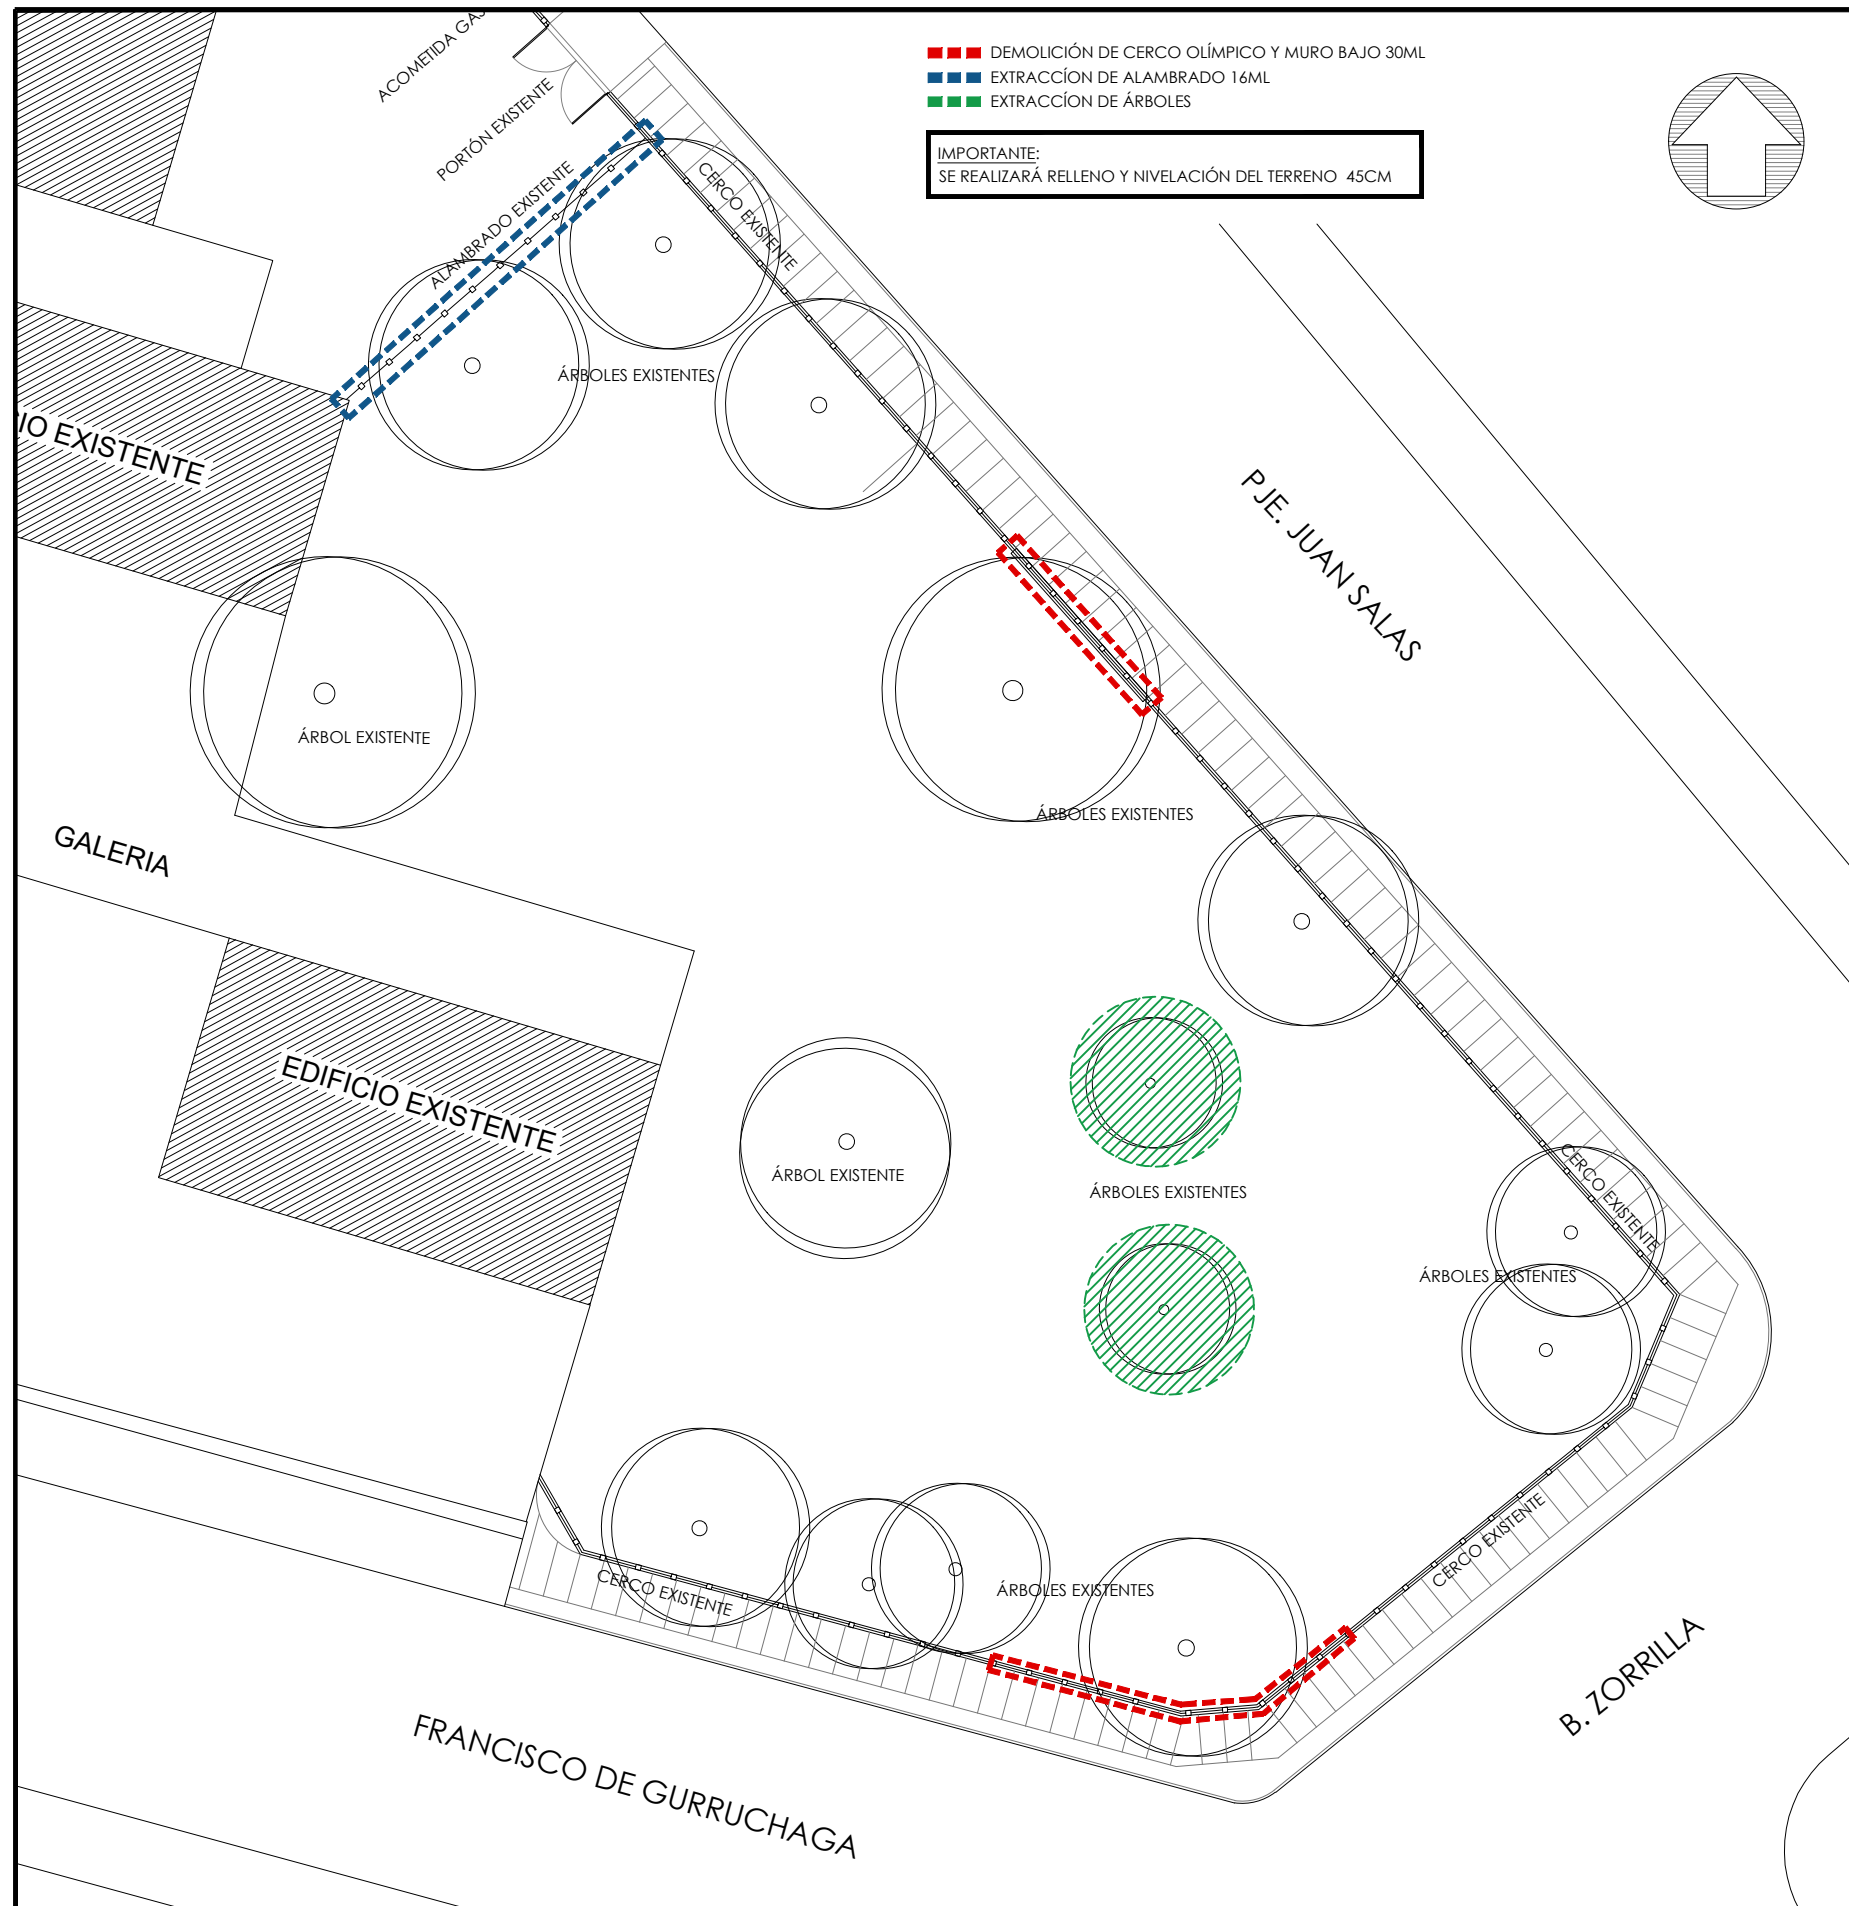 ACOMETIDA GAS
PORTÓN EXISTENTE
ALAMBRADO EXISTENTE
CERCO EXISTENTE
DEMOLICIÓN DE CERCO OLÍMPICO Y MURO BAJO 30ML
EXTRACCÍON DE ALAMBRADO 16ML
EXTRACCÍON DE ÁRBOLES
IMPORTANTE:
SE REALIZARÁ RELLENO Y NIVELACIÓN DEL TERRENO 45CM
ÁRBOLES EXISTENTES
IO EXISTENTE
PJE. JUAN SALAS
ÁRBOL EXISTENTE
ÁRBOLES EXISTENTES
GALERIA
EDIFICIO EXISTENTE
ÁRBOL EXISTENTE
ÁRBOLES EXISTENTES
CERCO EXISTENTE
ÁRBOLES EXISTENTES
CERCO EXISTENTE
CERCO EXISTENTE
ÁRBOLES EXISTENTES
B. ZORRILLA
FRANCISCO DE GURRUCHAGA